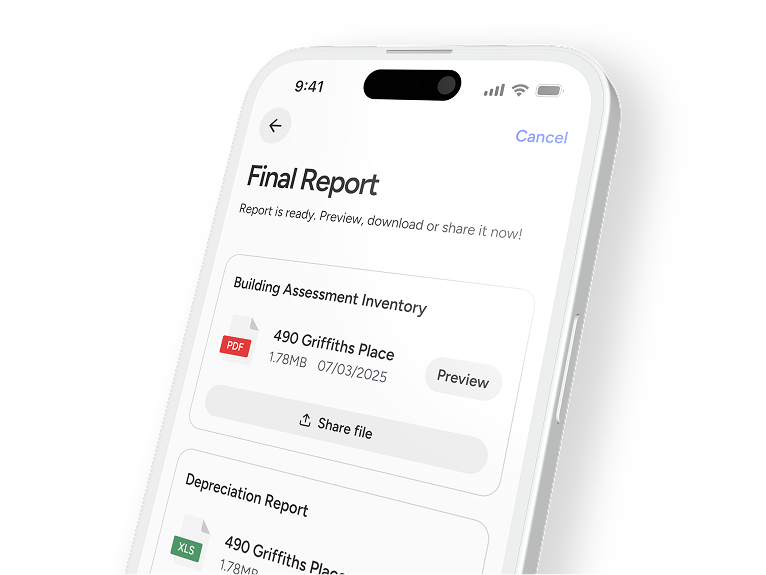 9:41
Cancel
Final Report
Report is ready. Preview, download or share it now!
Building Assessment Inventory
PDF
490 Griffiths Place
1.78MB 07/03/2025
Preview
Share file
Depreciation Report
XLS
490 Griffiths Place
1.78MB